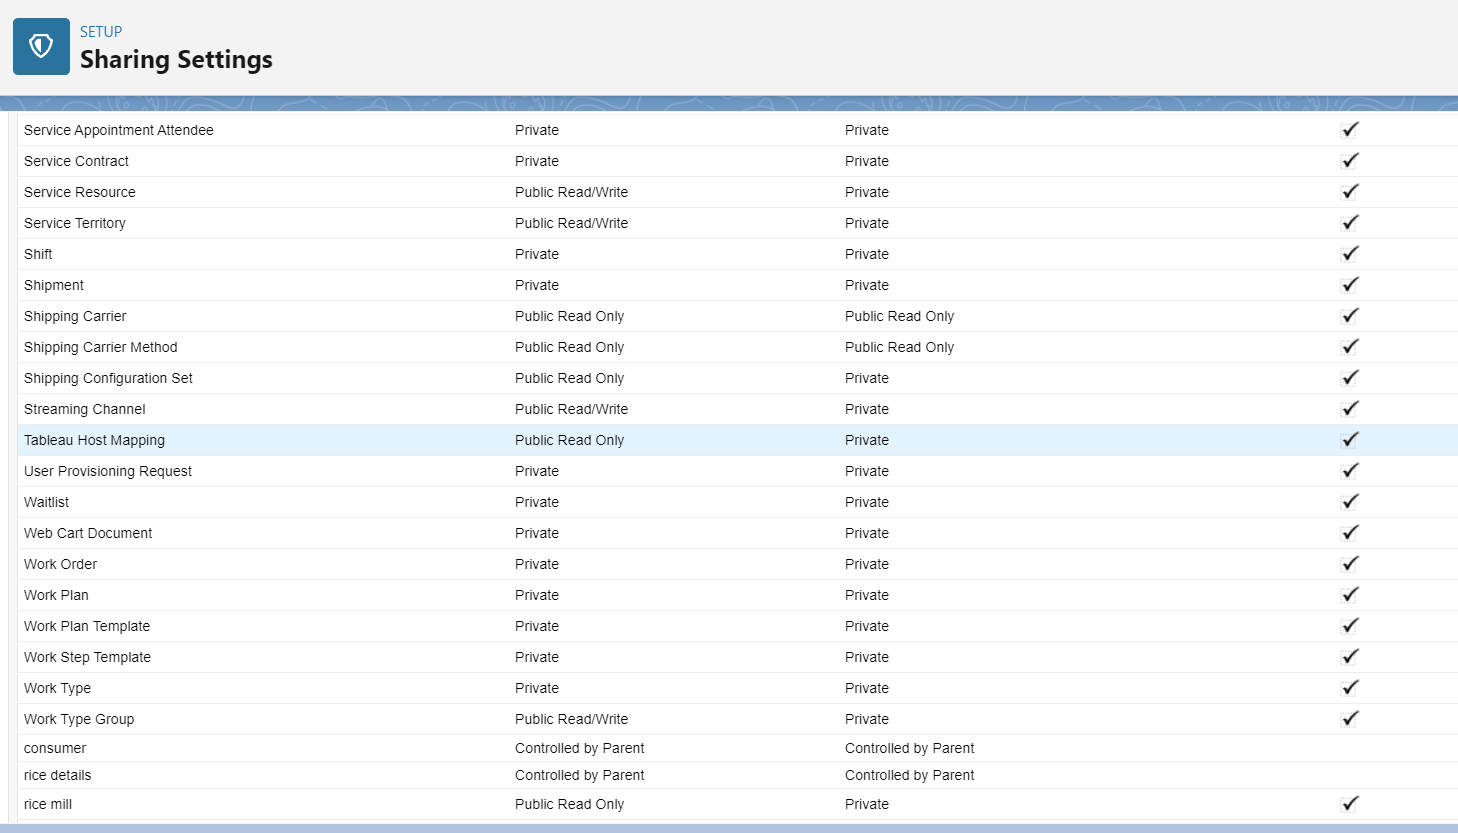 SETUP
Sharing Settings
Service Appointment Attendee Private Private
Service Contract Private Private
Service Resource Public Read/Write Private
Service Territory Public Read/Write Private
Shift Private Private
Shipment Private Private
Shipping Carrier Public Read Only Public Read Only
Shipping Carrier Method Public Read Only Public Read Only
Shipping Configuration Set Public Read Only Private
Streaming Channel Public Read/Write Private
Tableau Host Mapping Public Read Only Private
User Provisioning Request Private Private
Waitlist Private Private
Web Cart Document Private Private
Work Order Private Private
Work Plan Private Private
Work Plan Template Private Private
Work Step Template Private Private
Work Type Private Private
Work Type Group Public Read/Write Private
consumer Controlled by Parent Controlled by Parent
rice details Controlled by Parent Controlled by Parent
rice mill Public Read Only Private